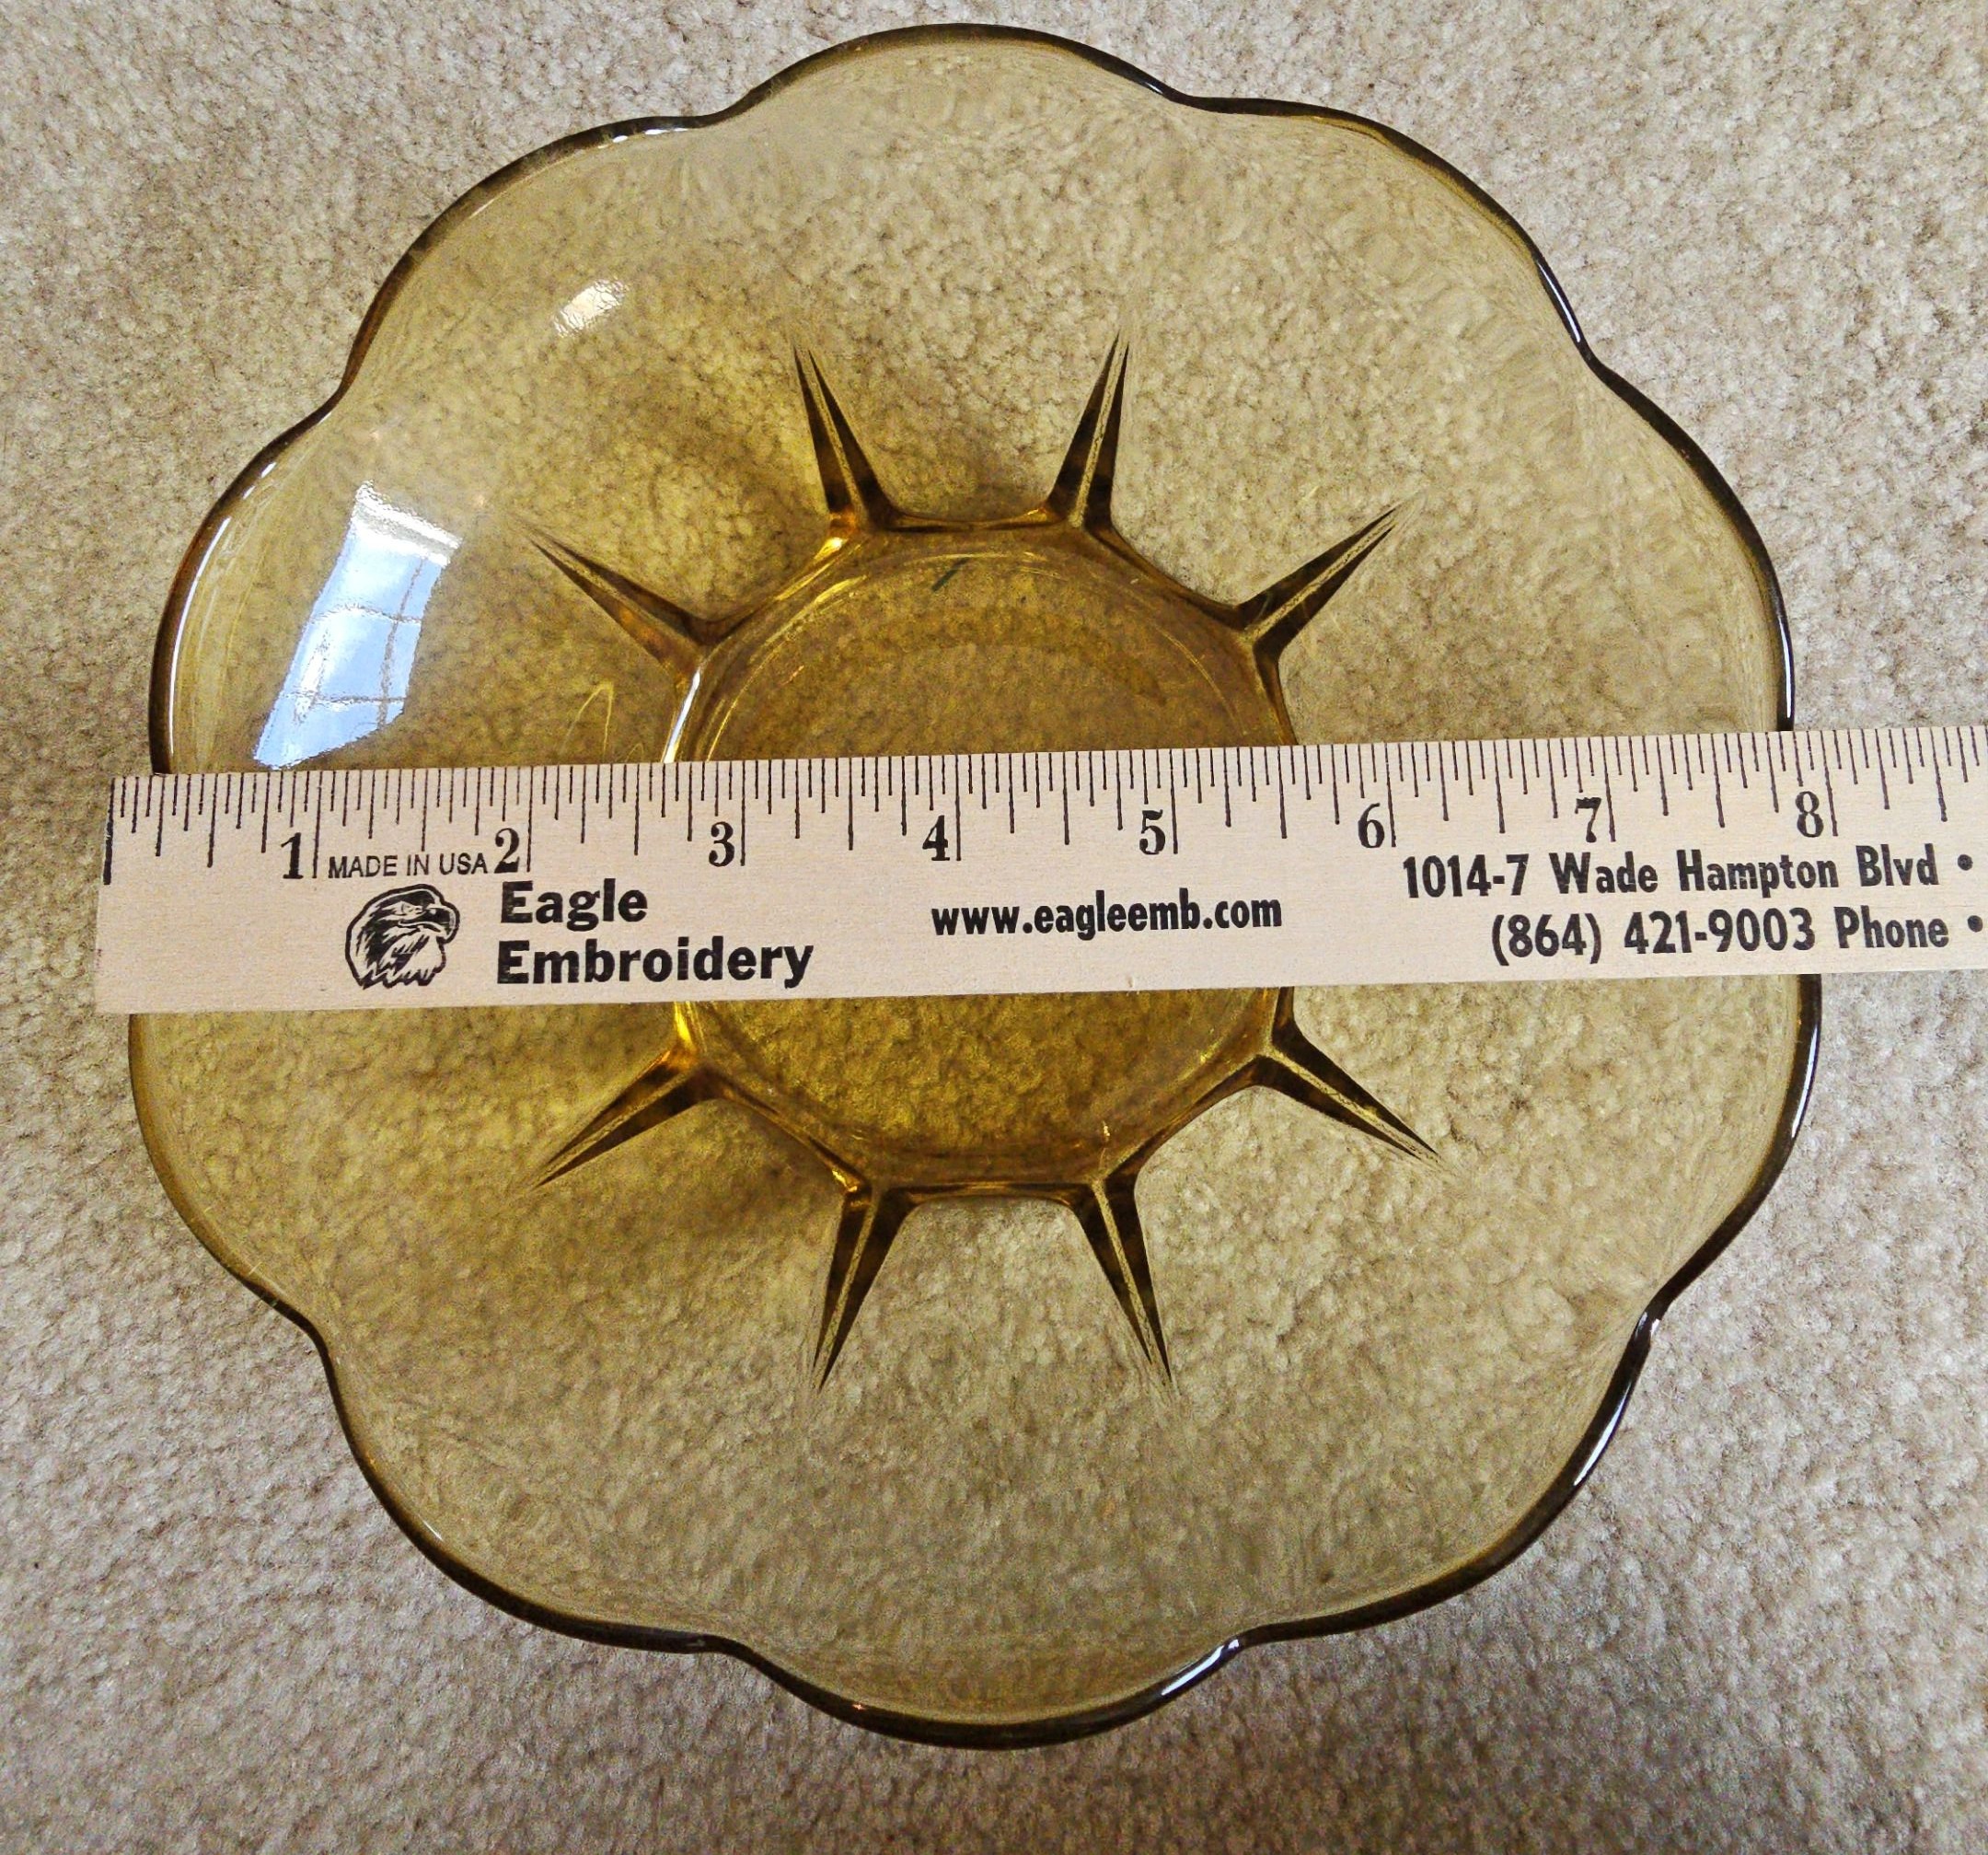 1 2 3 4 5 6 7 8
MADE IN USA
Eagle
Embroidery
www.eagleemb.com
1014-7 Wade Hampton Blvd •
(864) 421-9003 Phone •